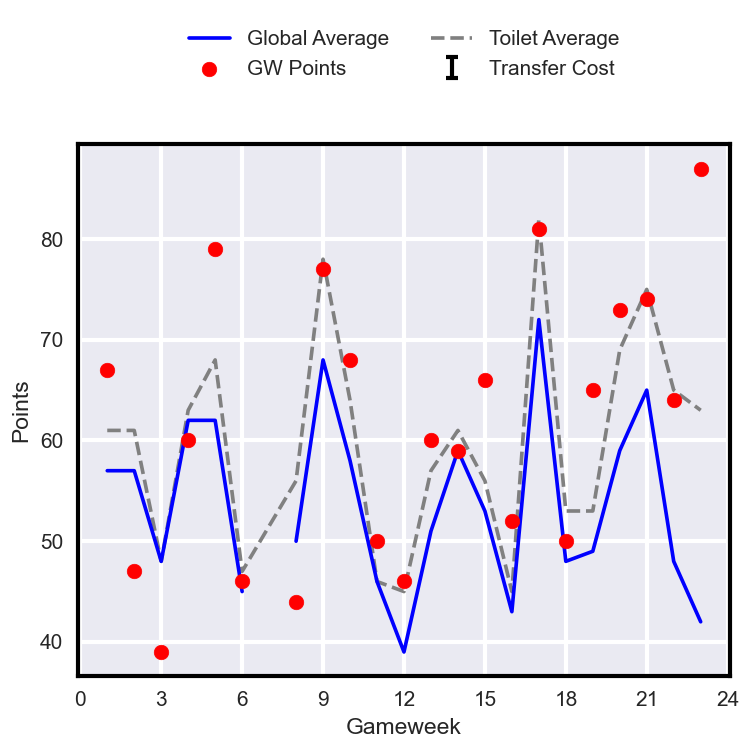 Global Average
Toilet Average
GW Points
Transfer Cost
80
70
60
50
40
Points
0 3 6 9 12 15 18 21 24
Gameweek